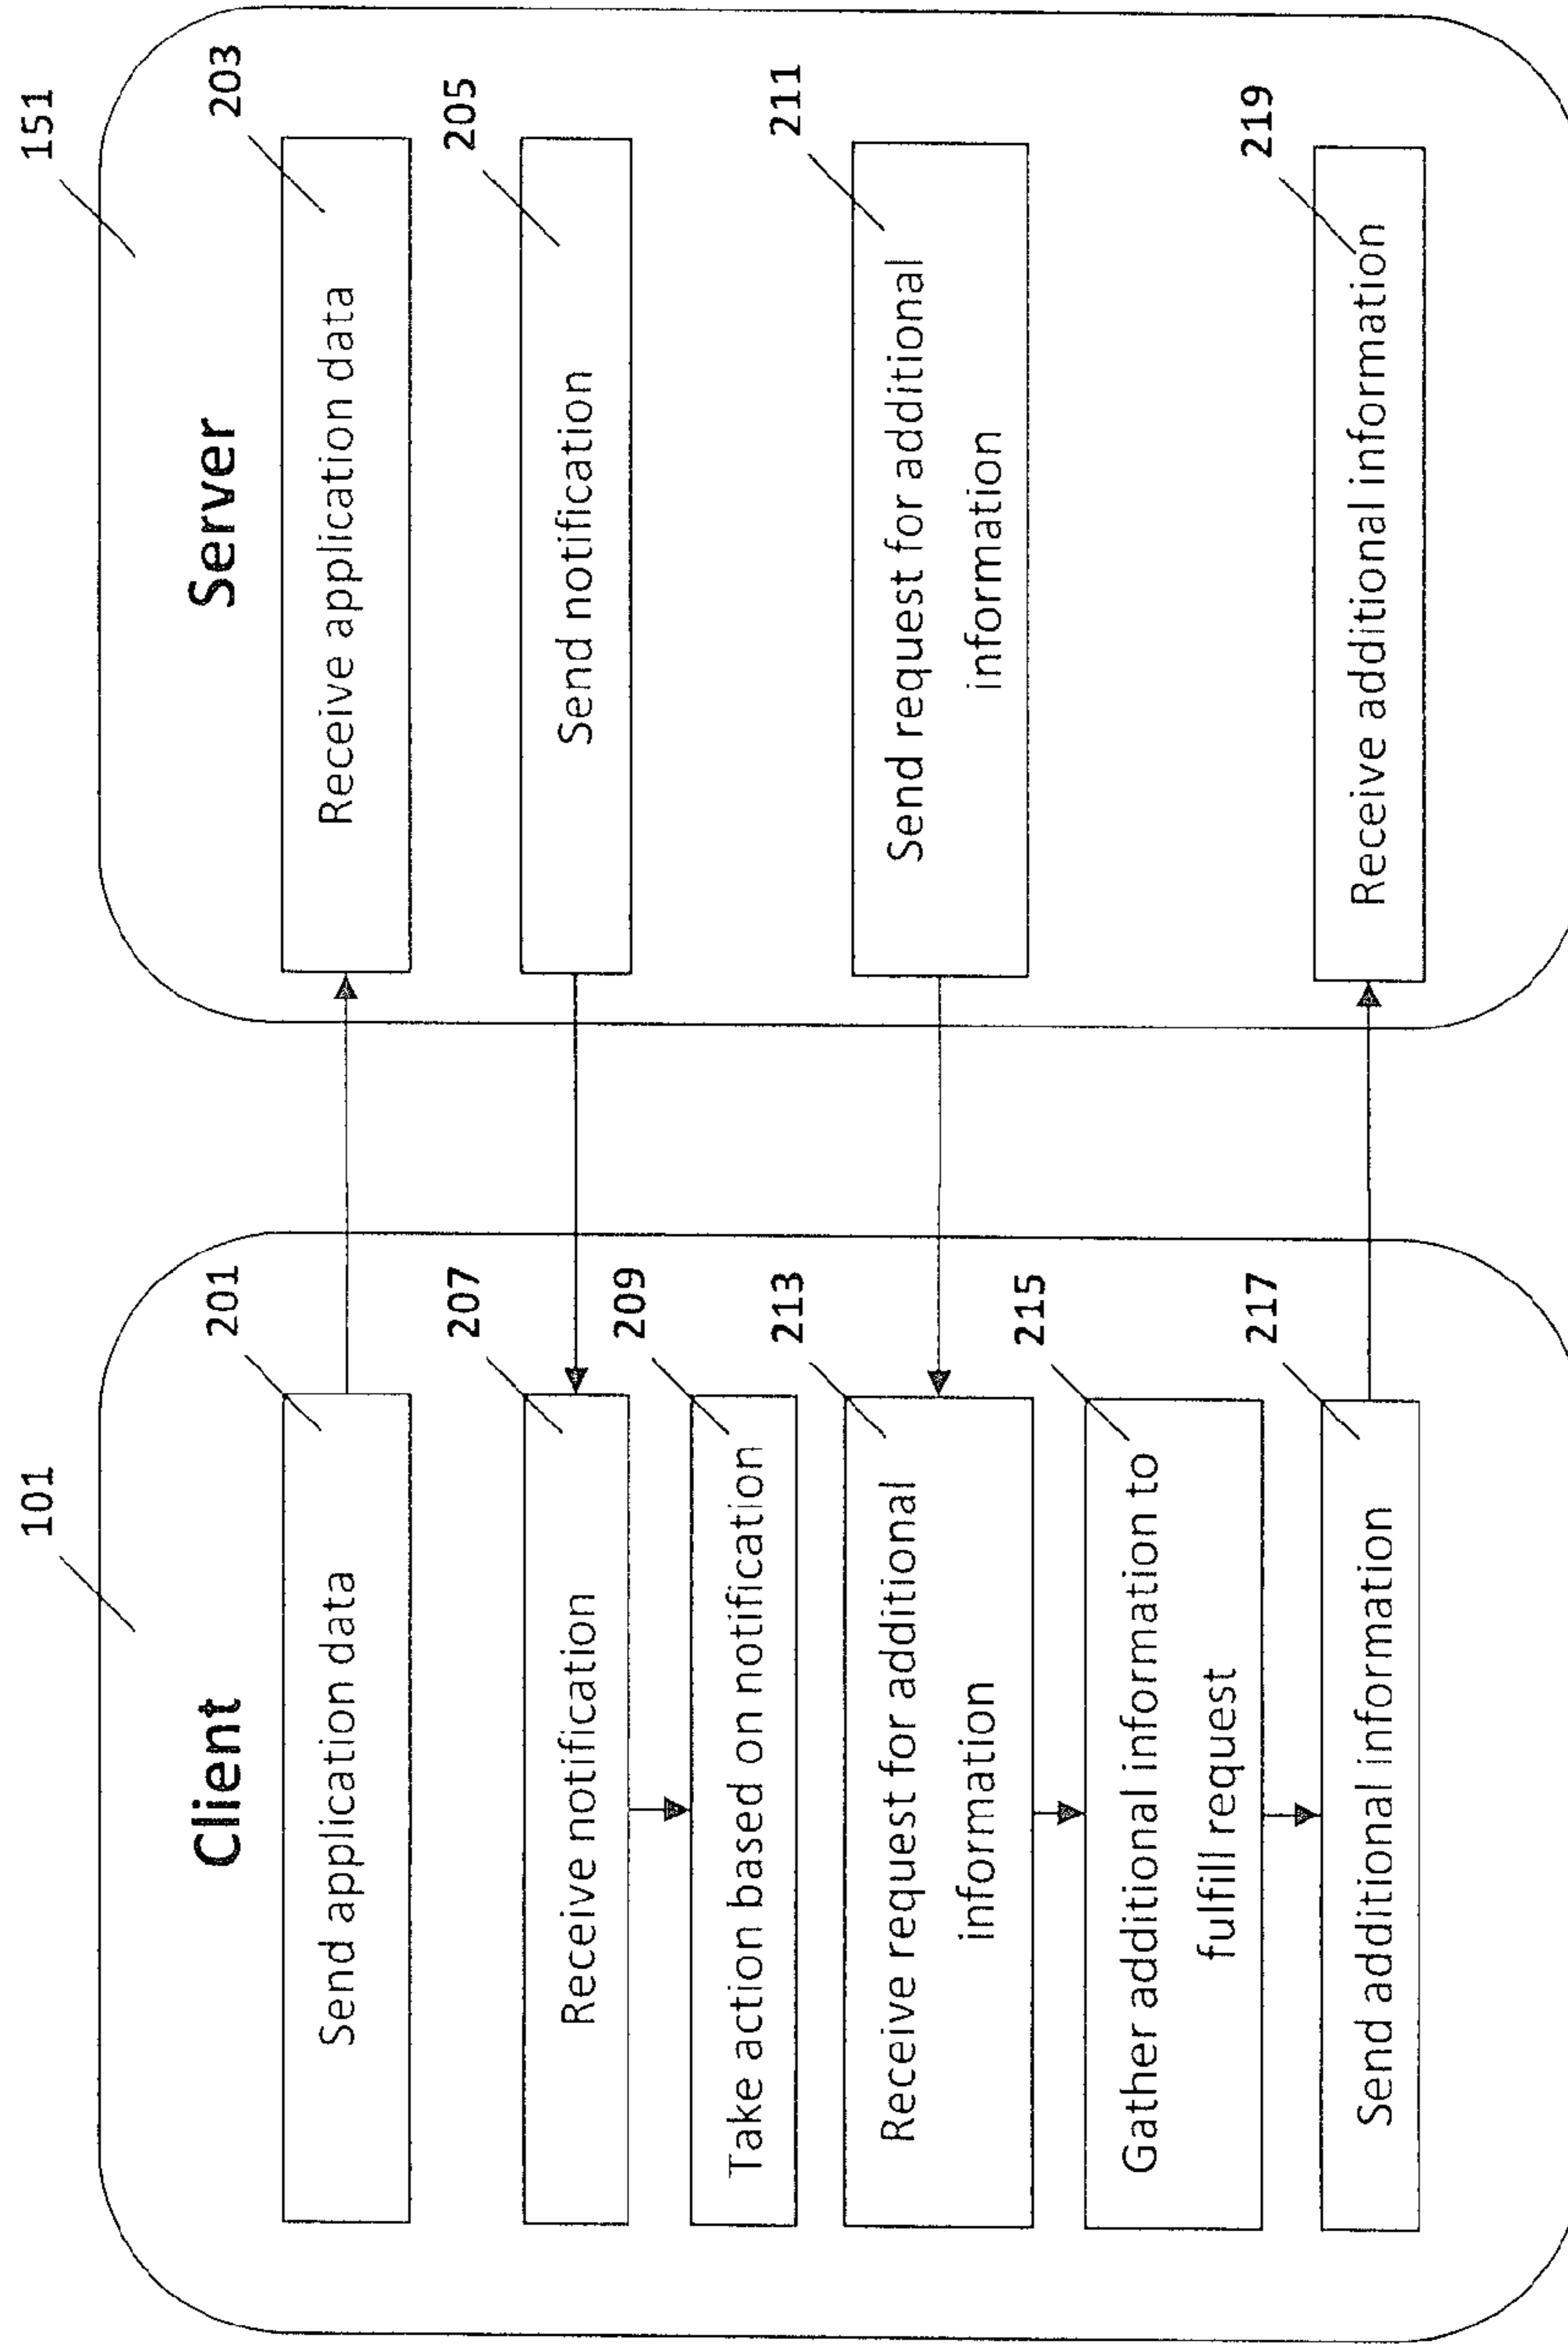 101
Client
201
Send application data
207
Receive notification
209
Take action based on notification
213
Receive request for additional
information
215
Gather additional information to
fulfill request
217
Send additional information
151
Server
203
Receive application data
205
Send notification
211
Send request for additional
information
219
Receive additional information